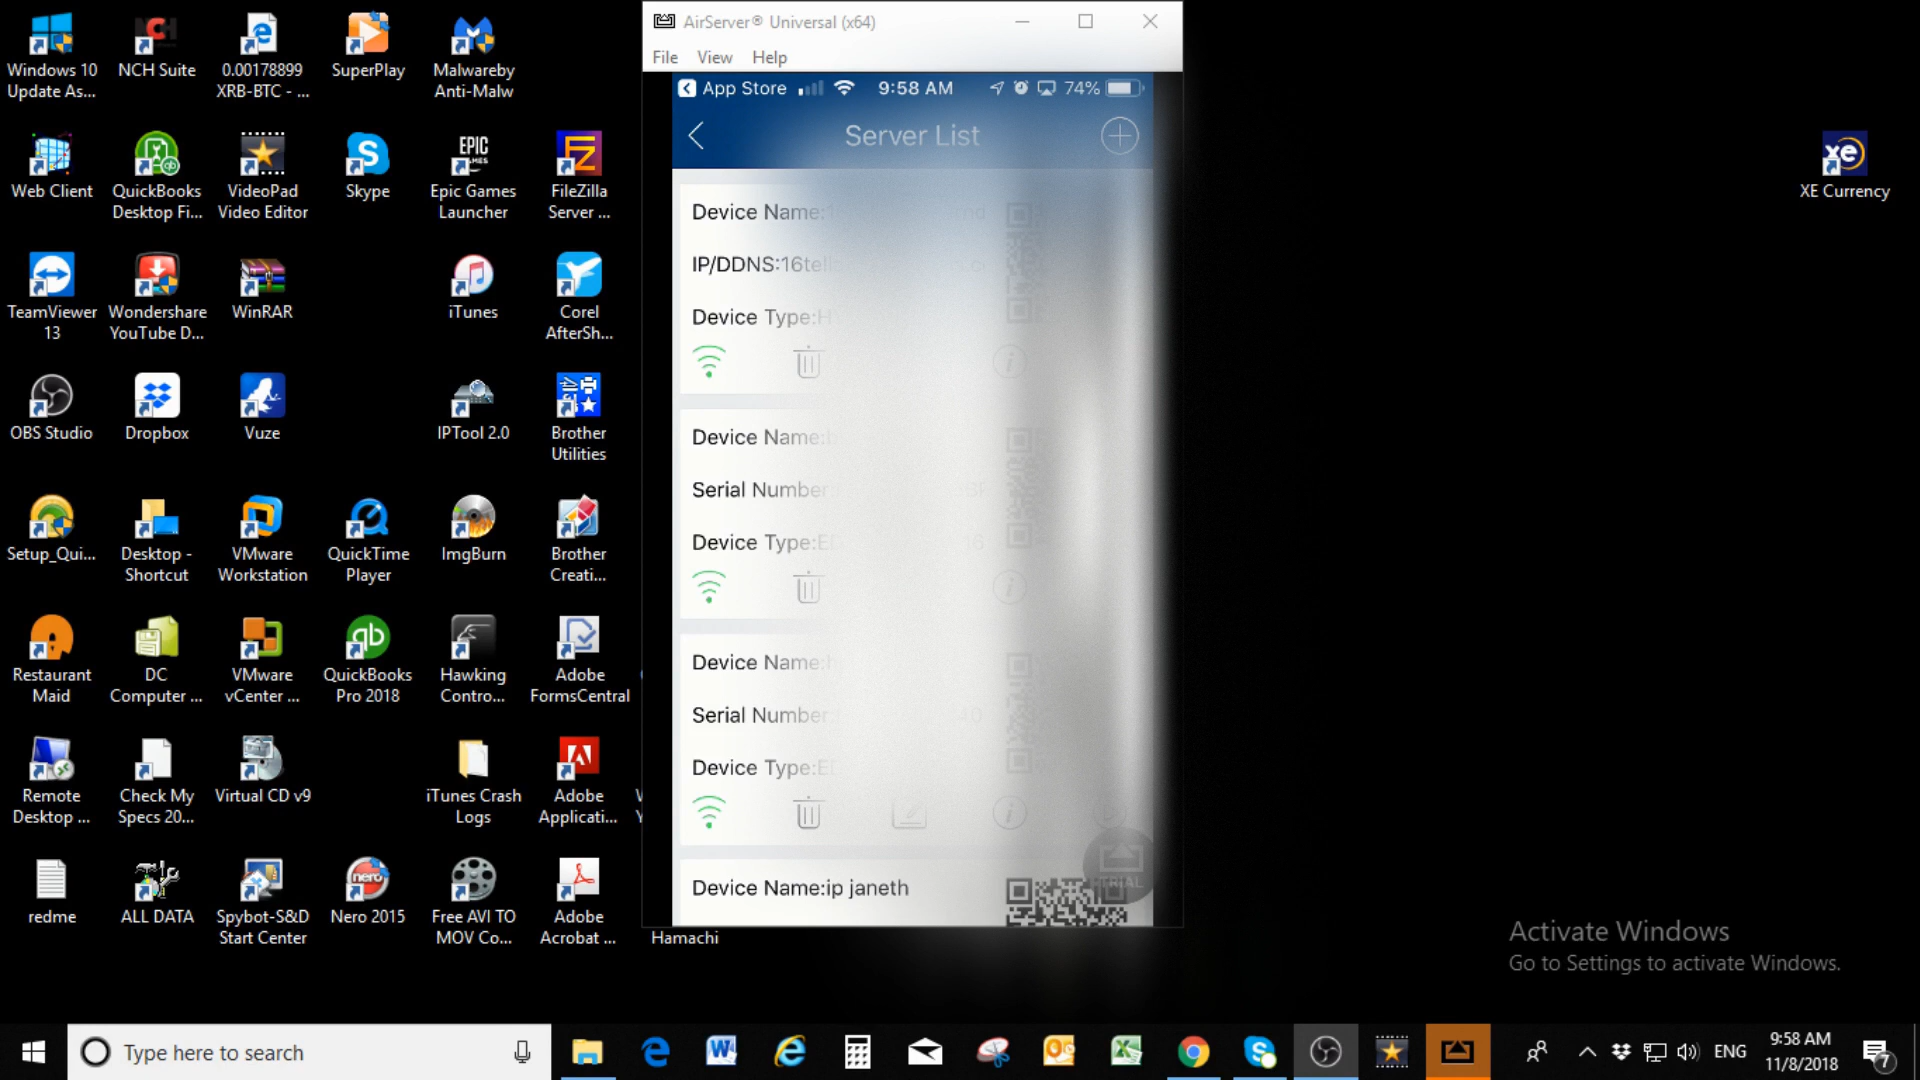 AirServer® Universal (x64)
File View Help
App Store 9:58 AM 74%
Server List
Device Name:
IP/DDNS:16tel
Device Type:H
Device Name:
Serial Number:
Device Type:E
Device Name:
Serial Number:
Device Type:E
Device Name:ip janeth
TRIAL
Windows 10
Update As...
NCH Suite
0.00178899
XRB-BTC - ...
SuperPlay
Malwareby
Anti-Malw
Web Client
QuickBooks
Desktop Fi...
VideoPad
Video Editor
Skype
EPIC
GAMES
Epic Games
Launcher
FileZilla
Server ...
xe
XE Currency
TeamViewer
13
Wondershare
YouTube D...
WinRAR
iTunes
Corel
AfterSh...
OBS Studio
Dropbox
Vuze
IPTool 2.0
Brother
Utilities
Setup_Qui...
Desktop -
Shortcut
VMware
Workstation
QuickTime
Player
ImgBurn
Brother
Creati...
Restaurant
Maid
DC
Computer ...
VMware
vCenter ...
qb
QuickBooks
Pro 2018
Hawking
Contro...
Adobe
FormsCentral
Remote
Desktop ...
Check My
Specs 20...
Virtual CD v9
iTunes Crash
Logs
Adobe
Applicati...
redme
ALL DATA
Spybot-S&D
Start Center
nero
Nero 2015
Free AVI TO
MOV Co...
Adobe
Acrobat ...
Hamachi
Activate Windows
Go to Settings to activate Windows.
Type here to search
ENG
9:58 AM
11/8/2018
7